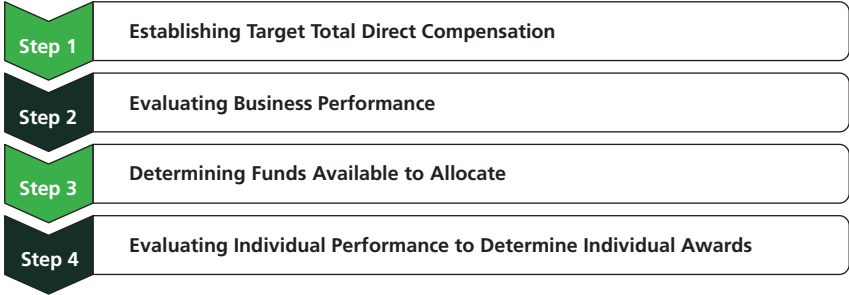 Step 1
Establishing Target Total Direct Compensation
Step 2
Evaluating Business Performance
Step 3
Determining Funds Available to Allocate
Step 4
Evaluating Individual Performance to Determine Individual Awards